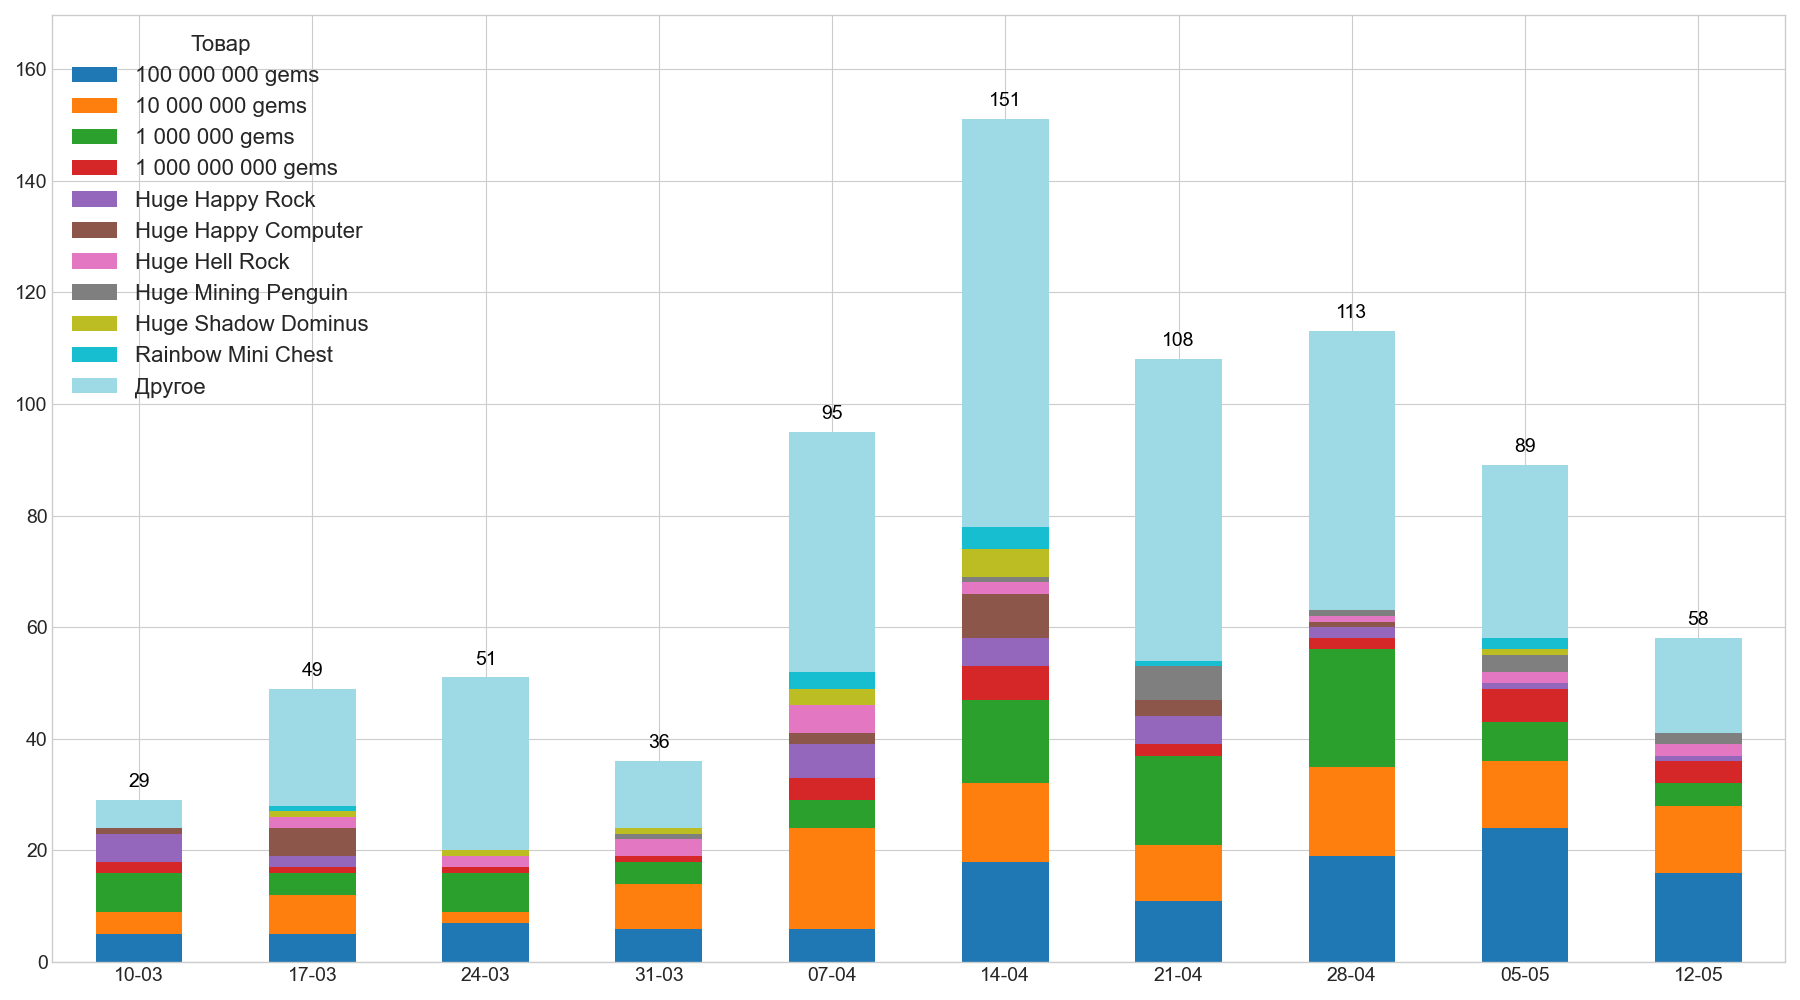 Товар
100 000 000 gems
10 000 000 gems
1 000 000 gems
1 000 000 000 gems
Huge Happy Rock
Huge Happy Computer
Huge Hell Rock
Huge Mining Penguin
Huge Shadow Dominus
Rainbow Mini Chest
Другое
160
140
120
100
80
60
40
20
0
29
49
51
36
95
151
108
113
89
58
10-03
17-03
24-03
31-03
07-04
14-04
21-04
28-04
05-05
12-05